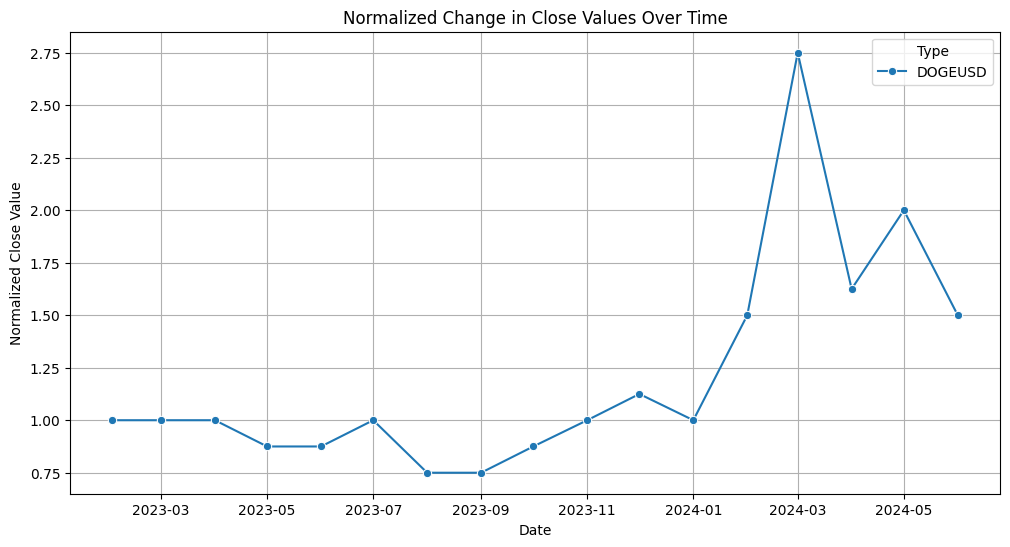 Normalized Change in Close Values Over Time
Type
DOGEUSD
Normalized Close Value
2.75
2.50
2.25
2.00
1.75
1.50
1.25
1.00
0.75
2023-03 2023-05 2023-07 2023-09 2023-11 2024-01 2024-03 2024-05
Date